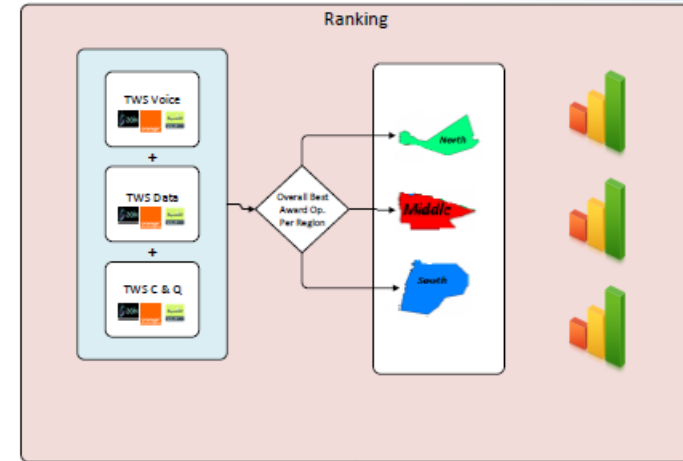 Ranking
TWS Voice
+
TWS Data
+
TWS C & Q
Overall Best
Award Op.
Per Region
North
Middle
South